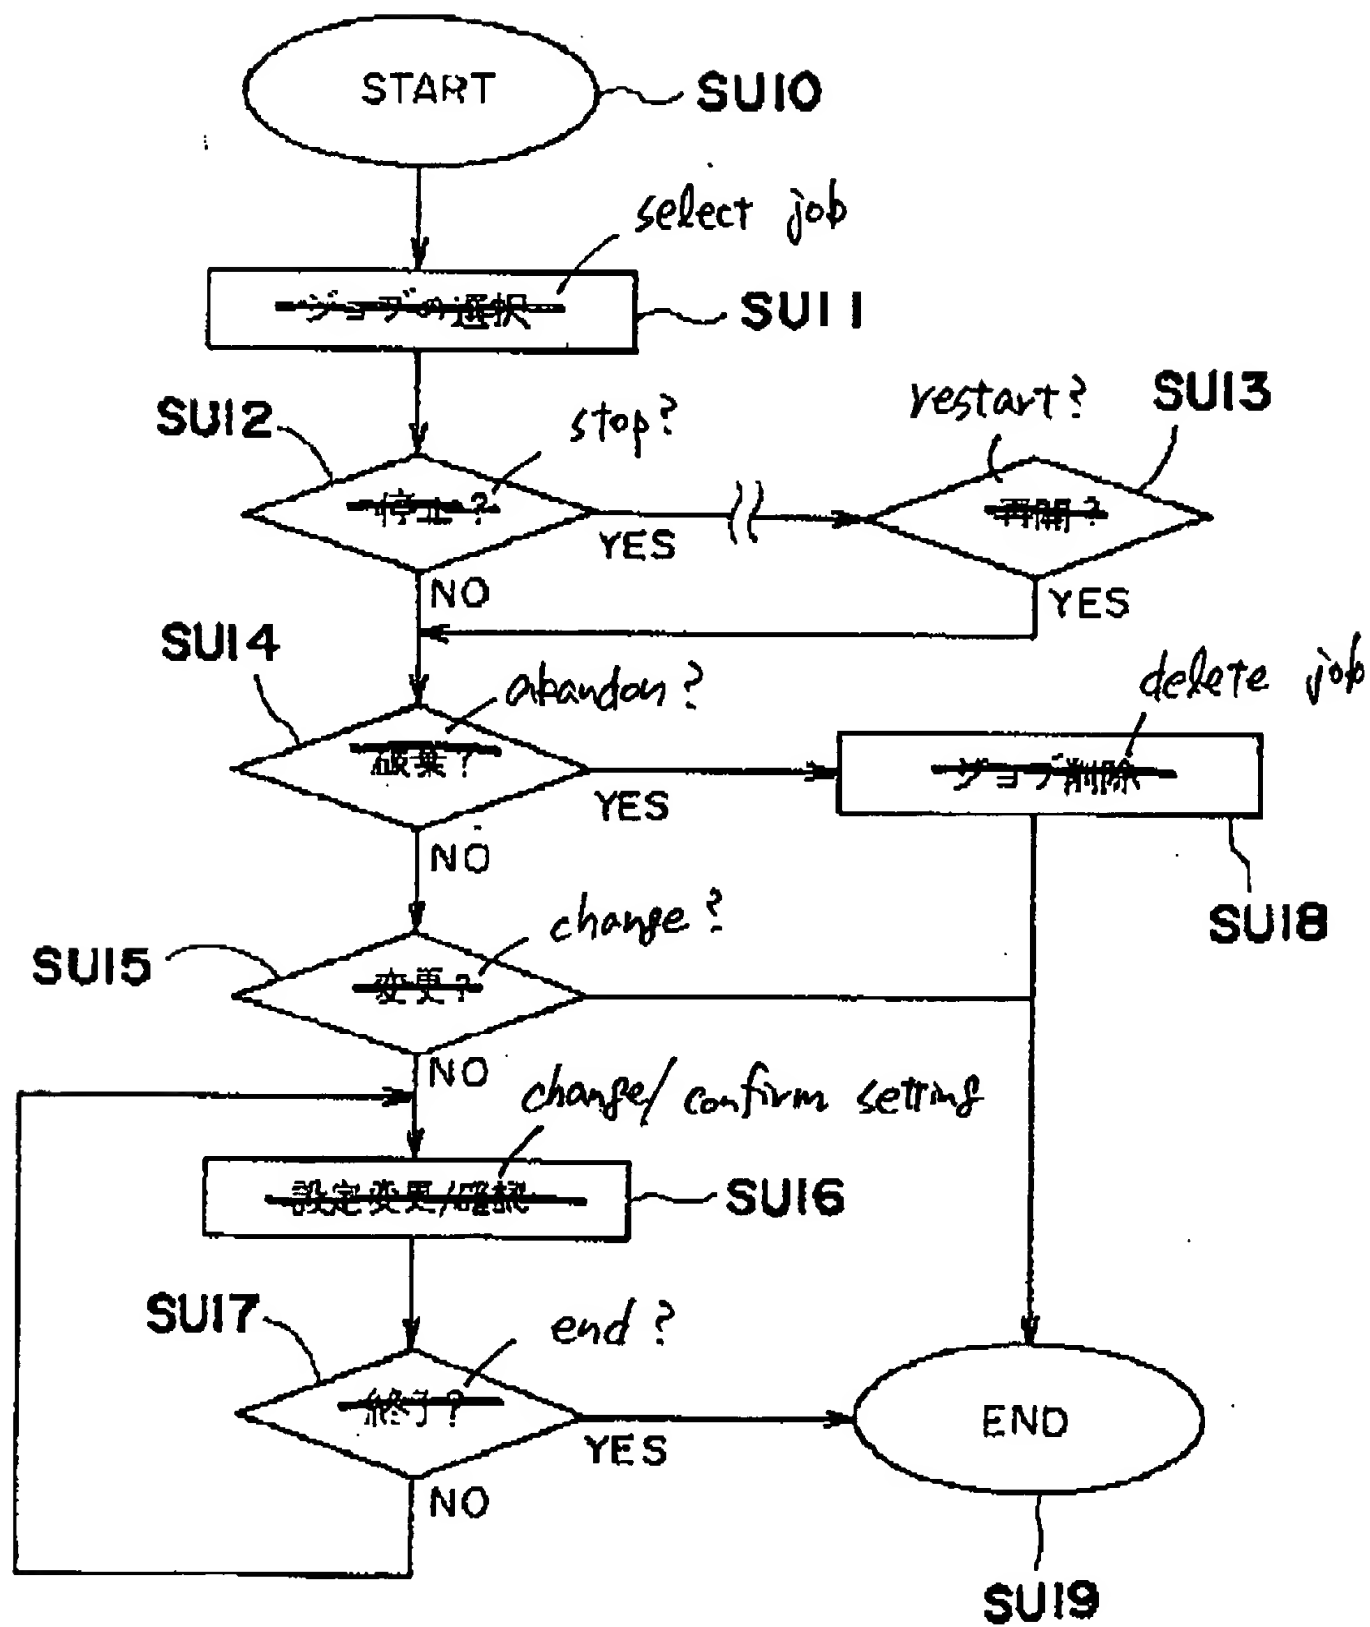 START
SU10
select job
ジョブの選択
SU11
SU12
stop?
restart?
SU13
停止?
再開?
YES
NO
YES
SU14
abandon?
delete job
破棄?
ジョブ削除
YES
NO
SU18
change?
SU15
変更?
NO
change/confirm setting
設定変更/確認
SU16
SU17
end?
終了?
END
YES
NO
SU19